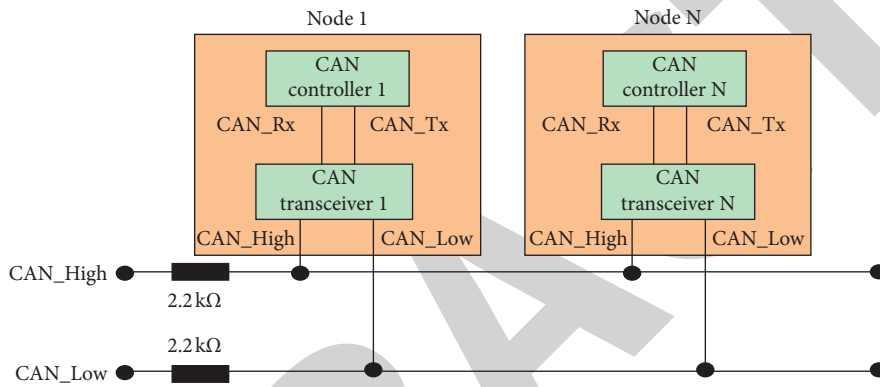 Node 1
Node N
CAN
controller 1
CAN
controller N
CAN_Rx
CAN_Tx
CAN_Rx
CAN_Tx
CAN
transceiver 1
CAN
transceiver N
CAN_High
CAN_Low
CAN_High
CAN_Low
CAN_High
2.2 kΩ
2.2 kΩ
CAN_Low